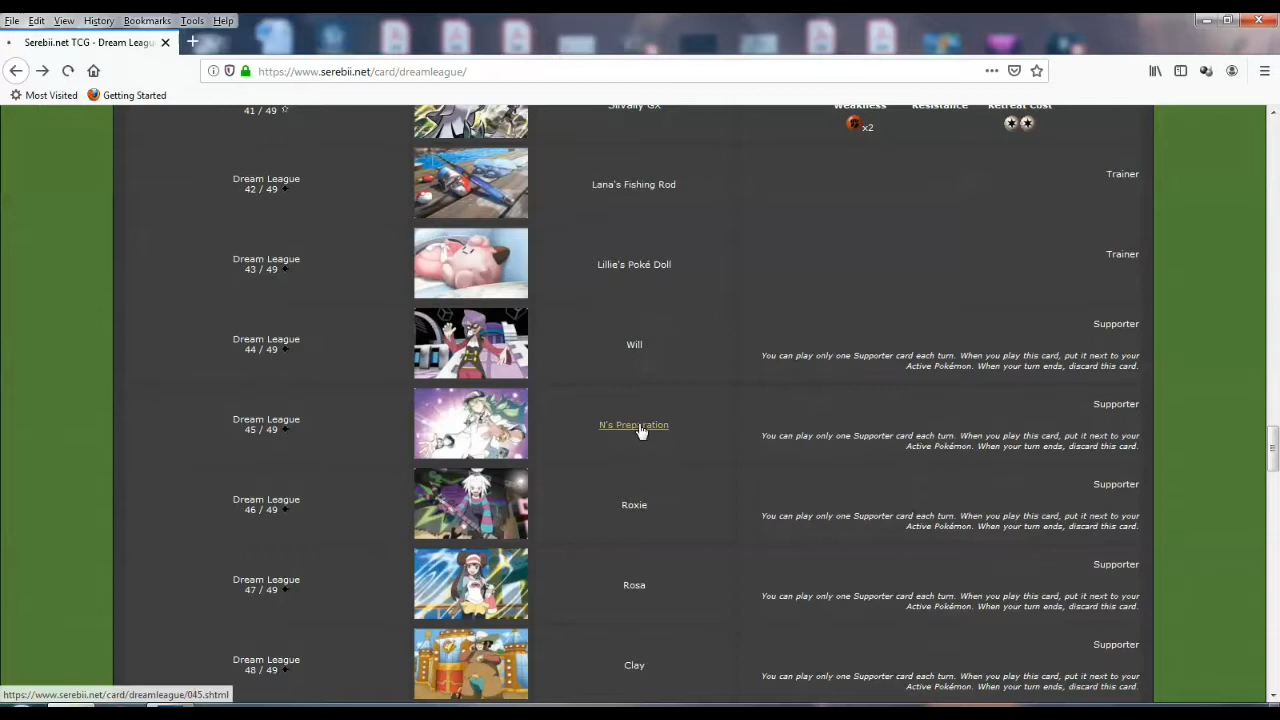 File Edit View History Bookmarks Tools Help
Serebii.net TCG - Dream Leagu
https://www.serebii.net/card/dreamleague/
Most Visited Getting Started
41 / 49 Silvally GX Weakness Resistance Retreat Cost
x2
Dream League
42 / 49
Lana's Fishing Rod
Trainer
Dream League
43 / 49
Lillie's Poké Doll
Trainer
Dream League
44 / 49
Will
Supporter
You can play only one Supporter card each turn. When you play this card, put it next to your
Active Pokémon. When your turn ends, discard this card.
Dream League
45 / 49
N's Preparation
Supporter
You can play only one Supporter card each turn. When you play this card, put it next to your
Active Pokémon. When your turn ends, discard this card.
Dream League
46 / 49
Roxie
Supporter
You can play only one Supporter card each turn. When you play this card, put it next to your
Active Pokémon. When your turn ends, discard this card.
Dream League
47 / 49
Rosa
Supporter
You can play only one Supporter card each turn. When you play this card, put it next to your
Active Pokémon. When your turn ends, discard this card.
Dream League
48 / 49
Clay
Supporter
You can play only one Supporter card each turn. When you play this card, put it next to your
Active Pokémon. When your turn ends, discard this card.
https://www.serebii.net/card/dreamleague/045.shtml